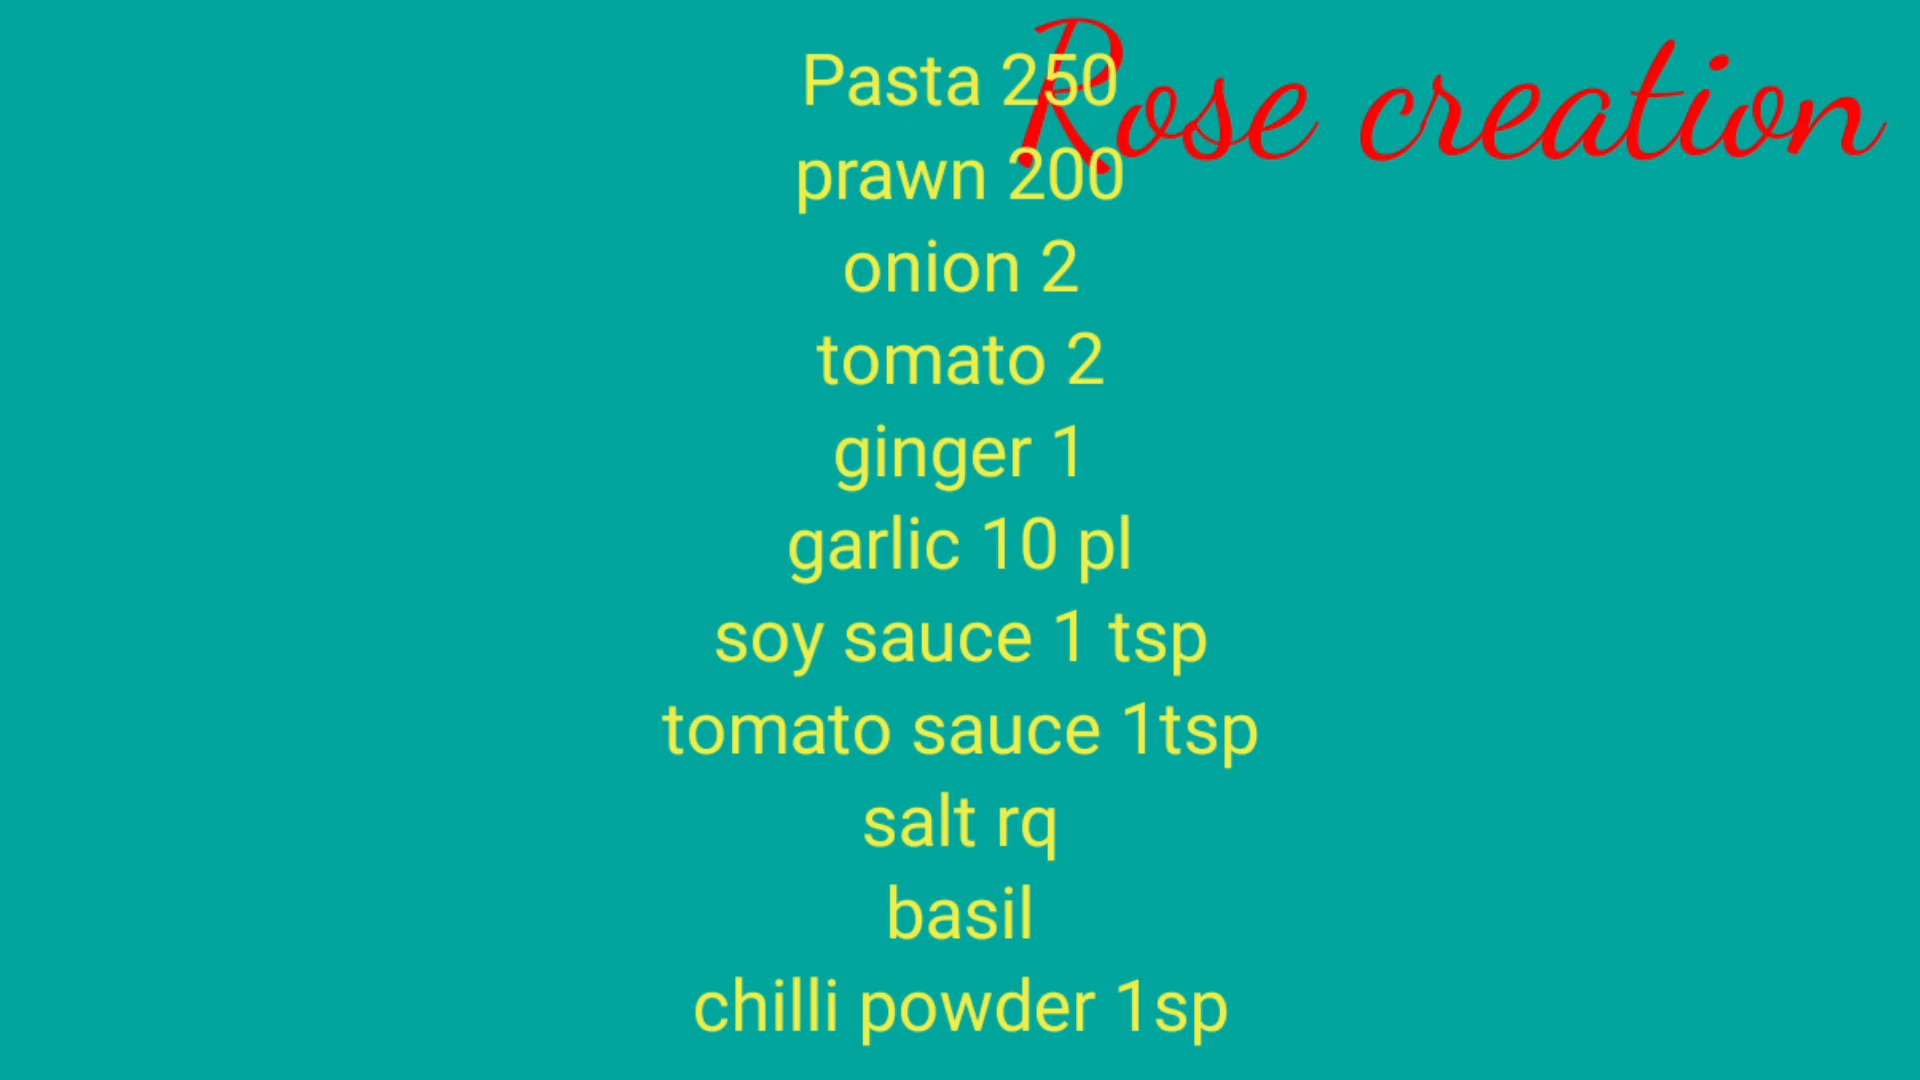 Rose creation
Pasta 250
prawn 200
onion 2
tomato 2
ginger 1
garlic 10 pl
soy sauce 1 tsp
tomato sauce 1tsp
salt rq
basil
chilli powder 1sp